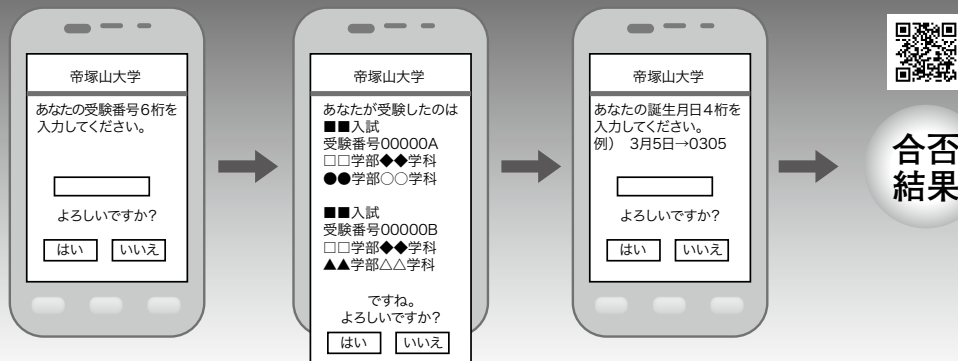 帝塚山大学
あなたの受験番号6桁を
入力してください。
よろしいですか?
はい いいえ
帝塚山大学
あなたが受験したのは
■■入試
受験番号00000A
□□学部◆◆学科
●●学部○○学科
■■入試
受験番号00000B
□□学部◆◆学科
▲▲学部△△学科
ですね。
よろしいですか?
はい いいえ
帝塚山大学
あなたの誕生月日4桁を
入力してください。
例) 3月5日→0305
よろしいですか?
はい いいえ
合否
結果